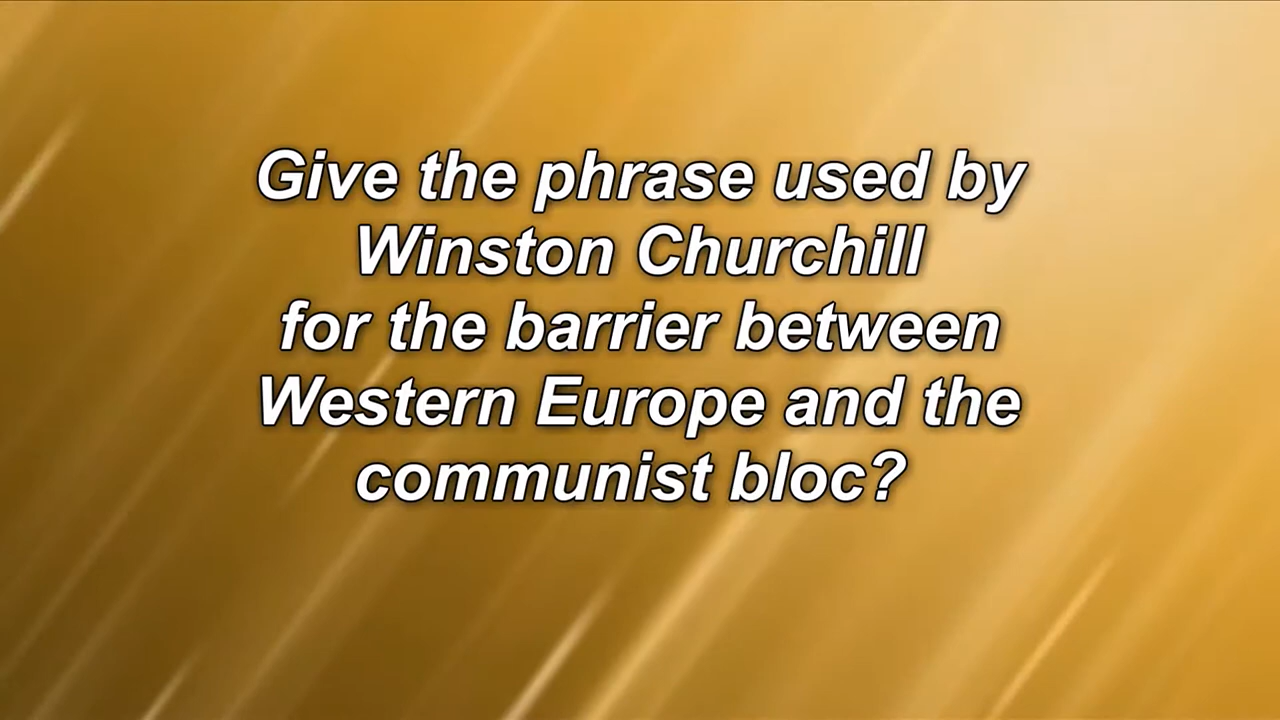 Give the phrase used by
Winston Churchill
for the barrier between
Western Europe and the
communist bloc?